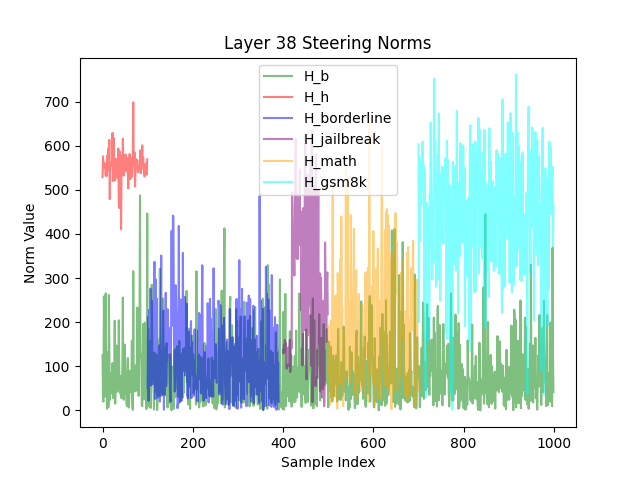 Layer 38 Steering Norms
H_b
H_h
H_borderline
H_jailbreak
H_math
H_gsm8k
Norm Value
700
600
500
400
300
200
100
0
0 200 400 600 800 1000
Sample Index